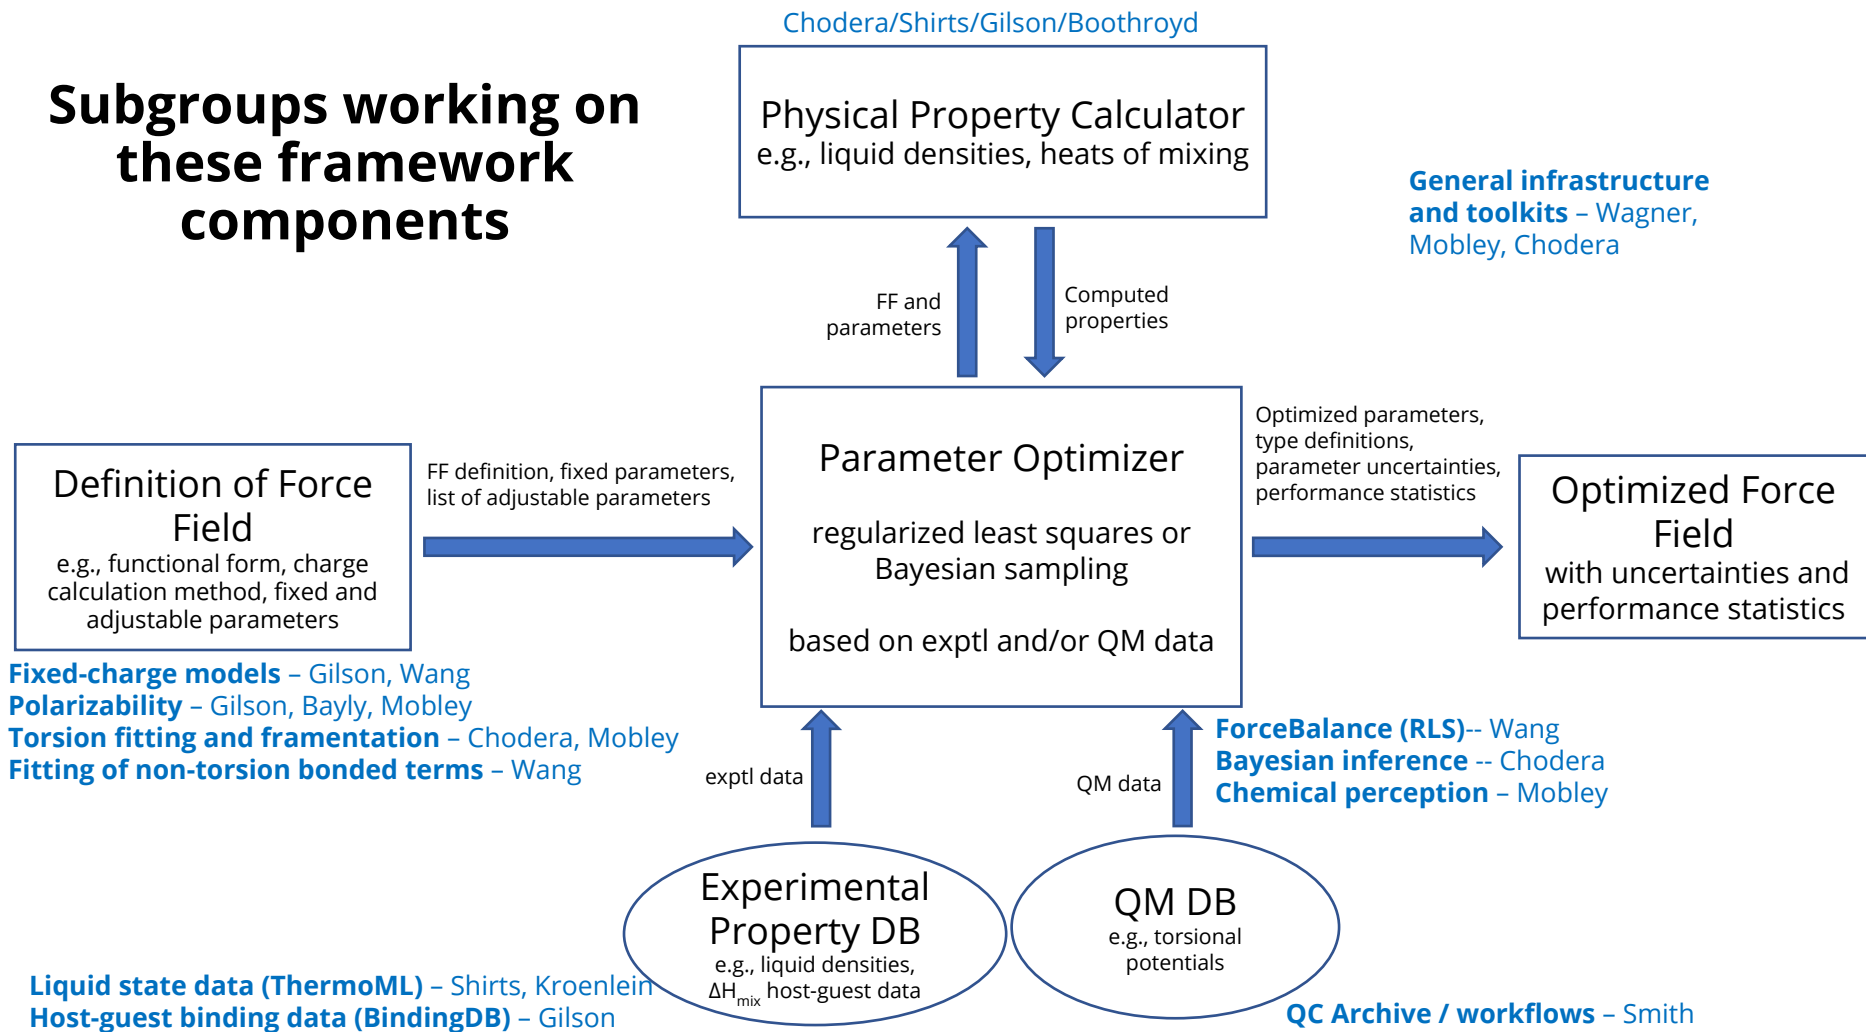 Chodera/Shirts/Gilson/Boothroyd
Subgroups working on
these framework
components
Physical Property Calculator
e.g., liquid densities, heats of mixing
General infrastructure
and toolkits – Wagner,
Mobley, Chodera
FF and
parameters
Computed
properties
Definition of Force
Field
e.g., functional form, charge
calculation method, fixed and
adjustable parameters
FF definition, fixed parameters,
list of adjustable parameters
Parameter Optimizer
regularized least squares or
Bayesian sampling
based on exptl and/or QM data
Optimized parameters,
type definitions,
parameter uncertainties,
performance statistics
Optimized Force
Field
with uncertainties and
performance statistics
Fixed-charge models – Gilson, Wang
Polarizability – Gilson, Bayly, Mobley
Torsion fitting and framentation – Chodera, Mobley
Fitting of non-torsion bonded terms – Wang
exptl data
QM data
ForceBalance (RLS)-- Wang
Bayesian inference -- Chodera
Chemical perception – Mobley
Experimental
Property DB
e.g., liquid densities,
ΔHmix host-guest data
QM DB
e.g., torsional
potentials
Liquid state data (ThermoML) – Shirts, Kroenlein
Host-guest binding data (BindingDB) – Gilson
QC Archive / workflows – Smith